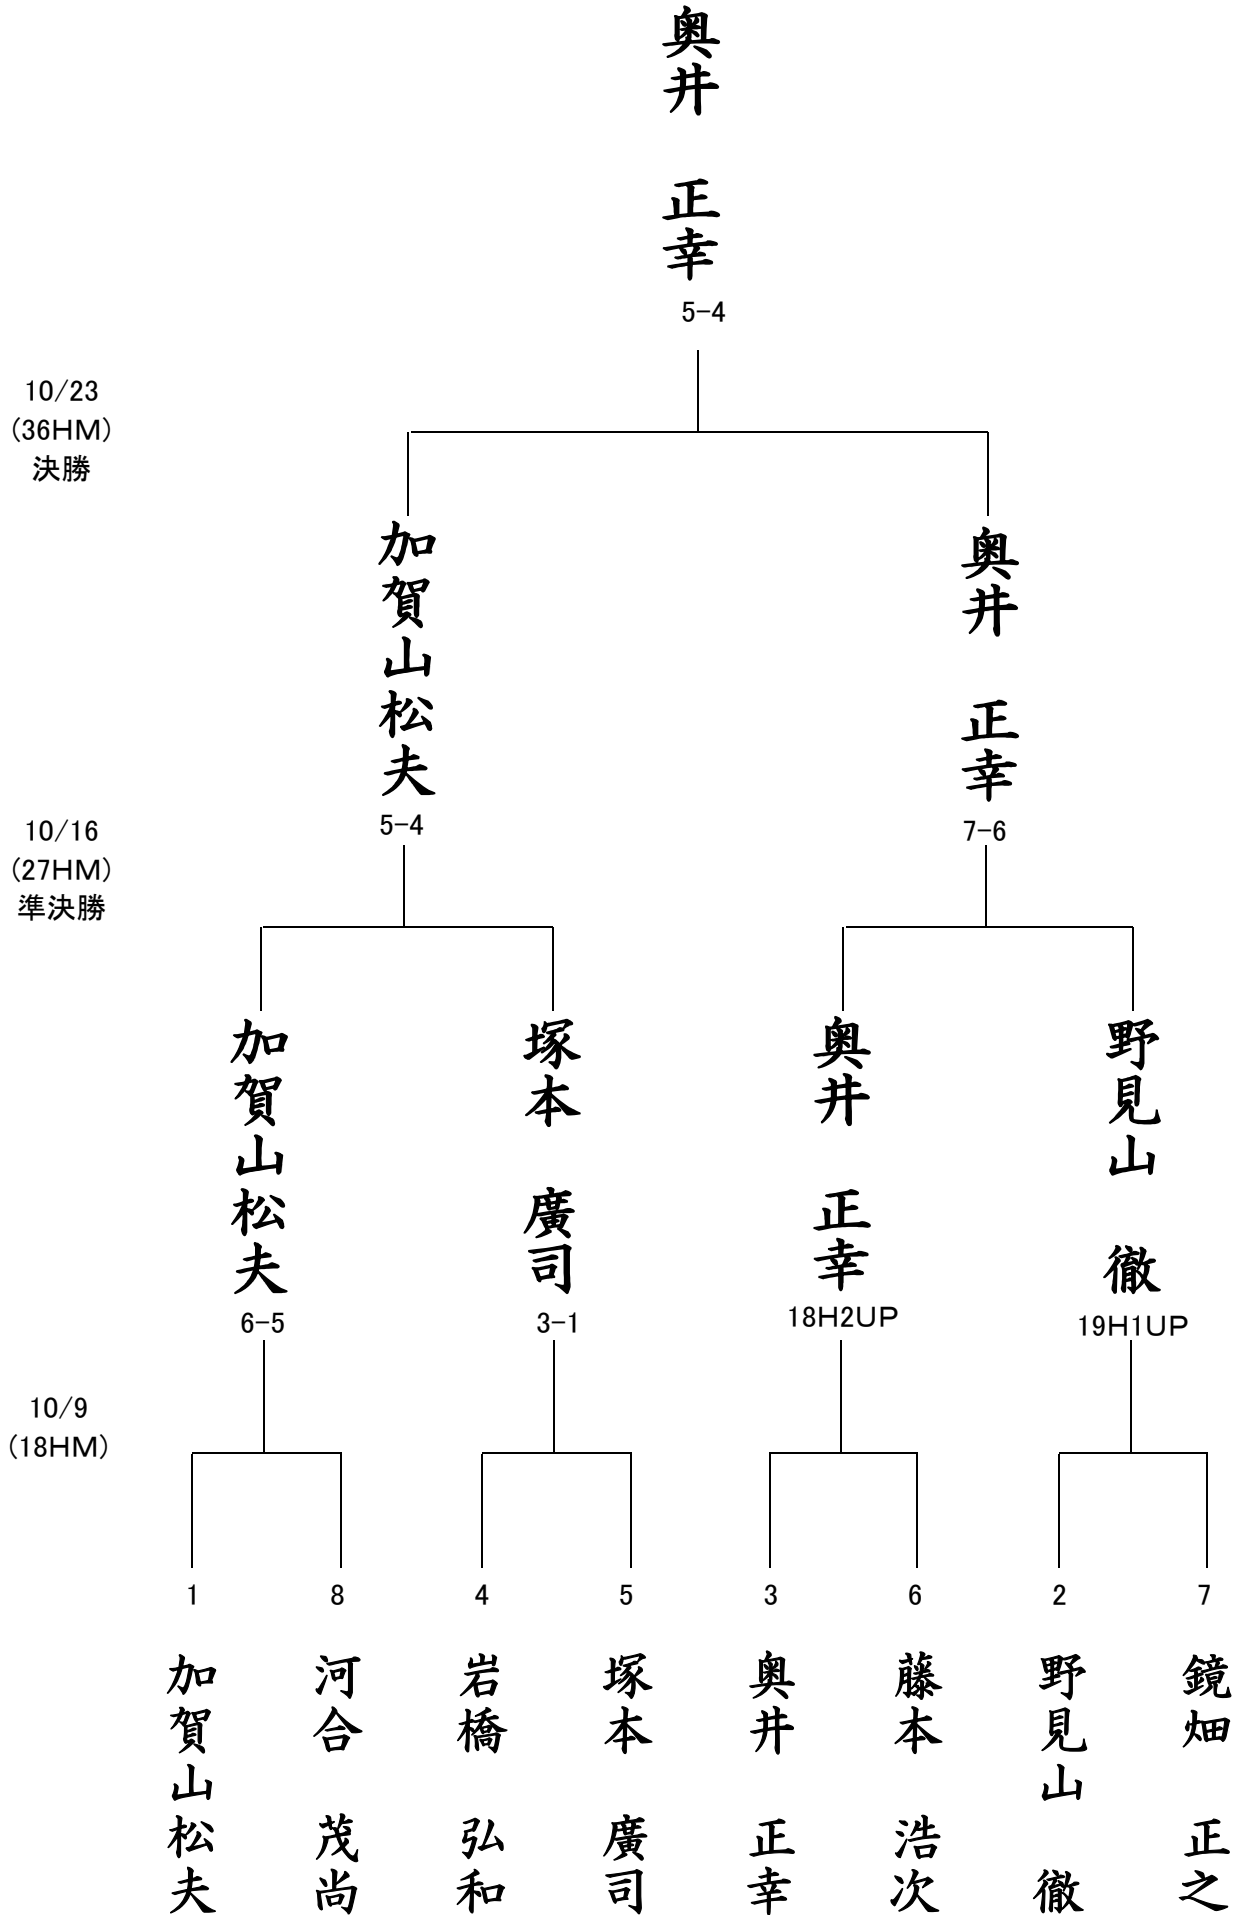 奥井 正幸
5-4
10/23
(36HM)
決勝
加賀山松夫
奥井 正幸
5-4
7-6
10/16
(27HM)
準決勝
加賀山松夫
塚本 廣司
奥井 正幸
野見山 徹
6-5
3-1
18H2UP
19H1UP
10/9
(18HM)
1
8
4
5
3
6
2
7
加賀山松夫
河合 茂尚
岩橋 弘和
塚本 廣司
奥井 正幸
藤本 浩次
野見山 徹
鏡畑 正之